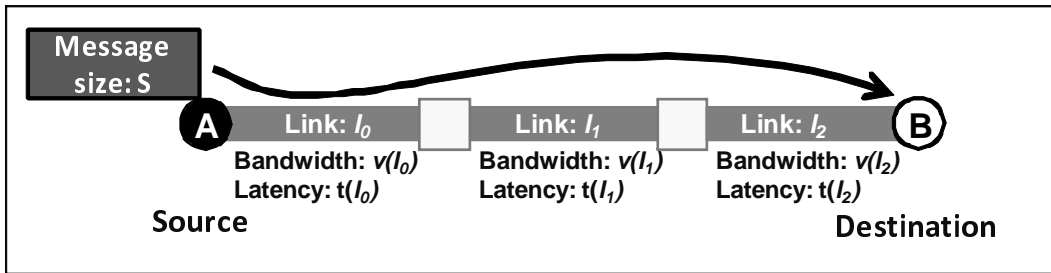 Message
size: S
A
Link: l₀
Link: l₁
Link: l₂
B
Bandwidth: v(l₀)
Bandwidth: v(l₁)
Bandwidth: v(l₂)
Latency: t(l₀)
Latency: t(l₁)
Latency: t(l₂)
Source
Destination